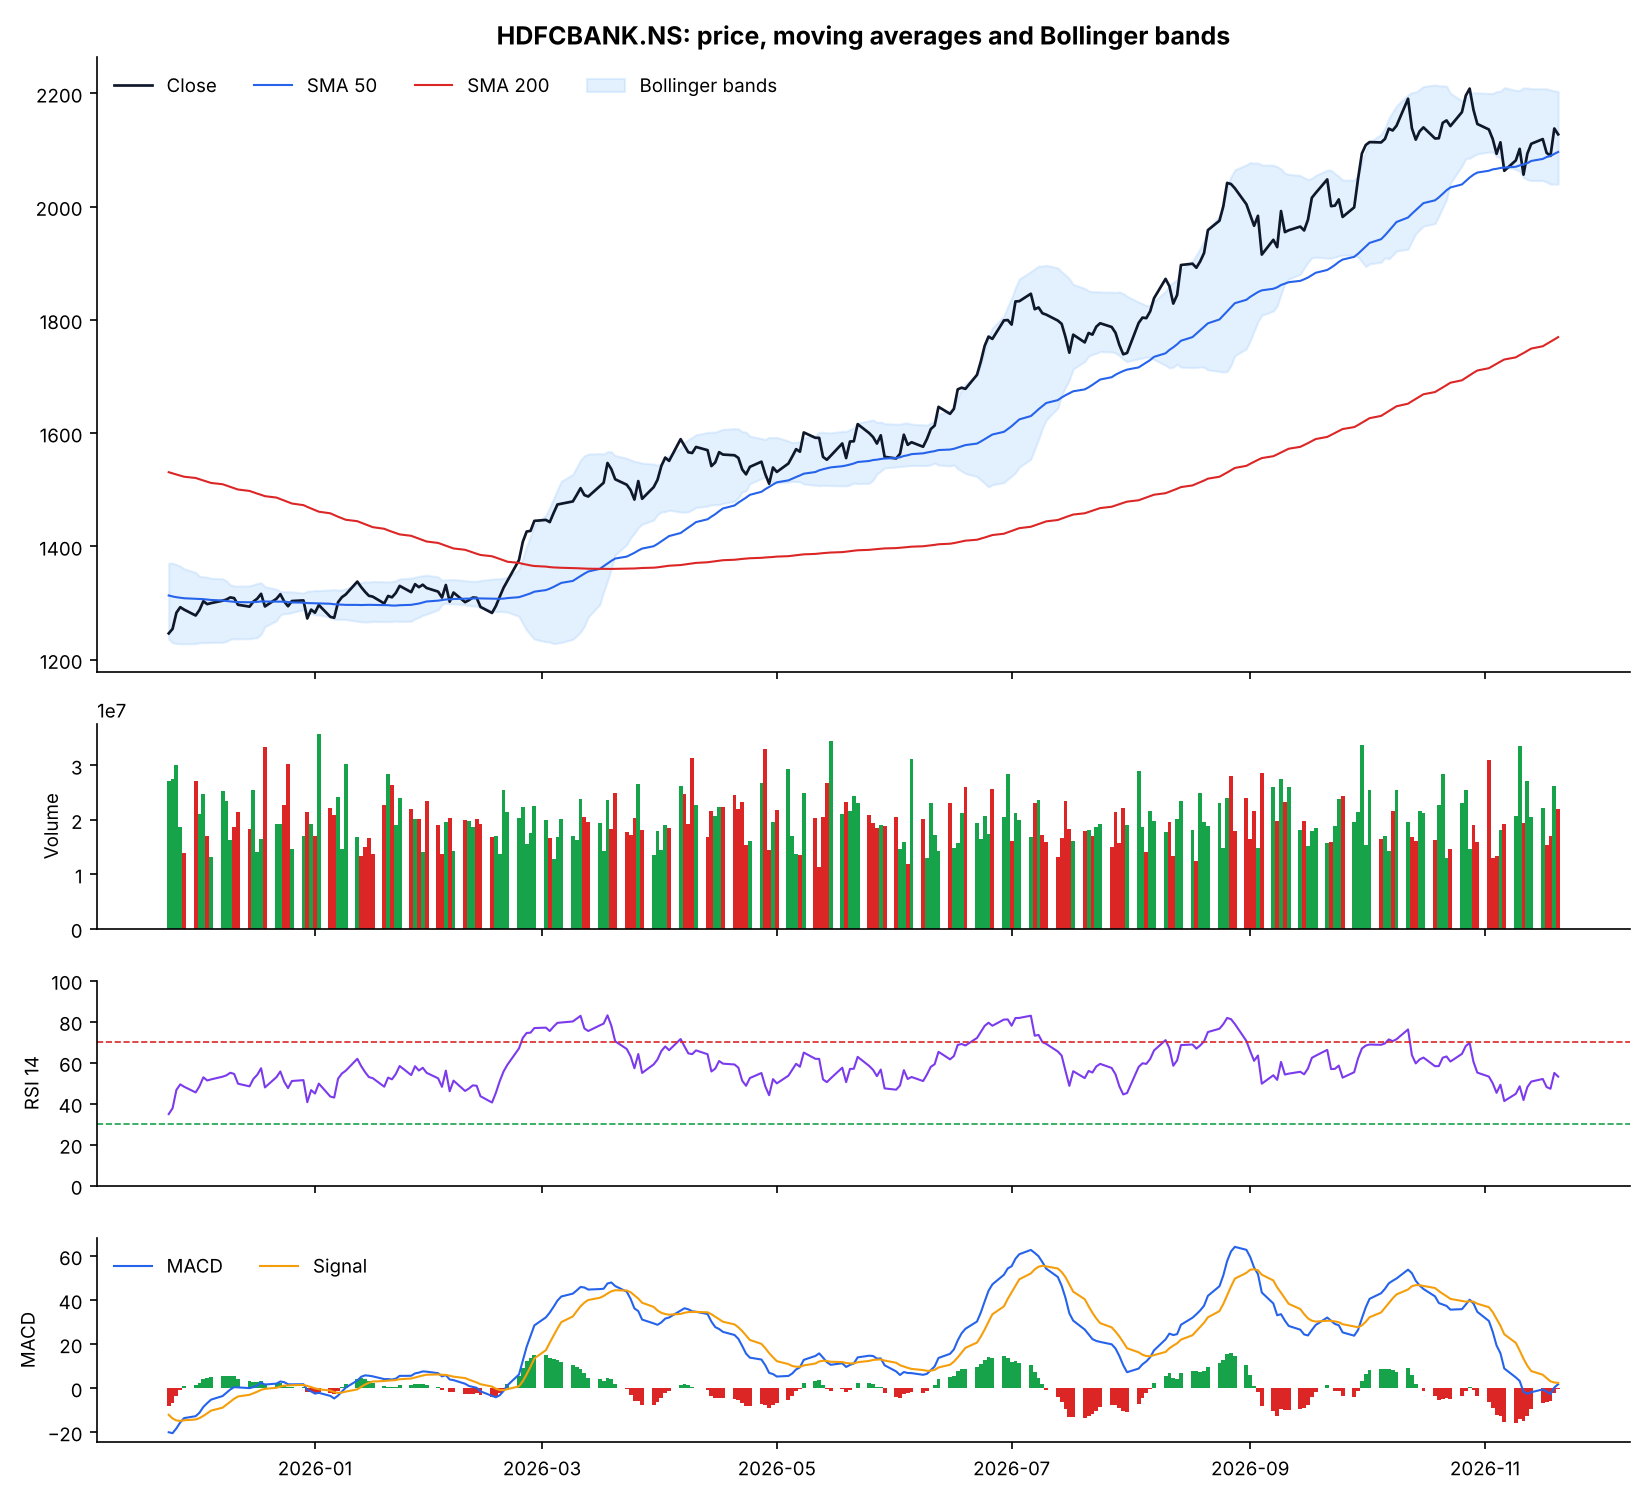 HDFCBANK.NS: price, moving averages and Bollinger bands
Close SMA 50 SMA 200 Bollinger bands
2200
2000
1800
1600
1400
1200
1e7
3
2
1
0
Volume
100
80
60
40
20
0
RSI 14
MACD Signal
60
40
20
0
−20
MACD
2026-01 2026-03 2026-05 2026-07 2026-09 2026-11